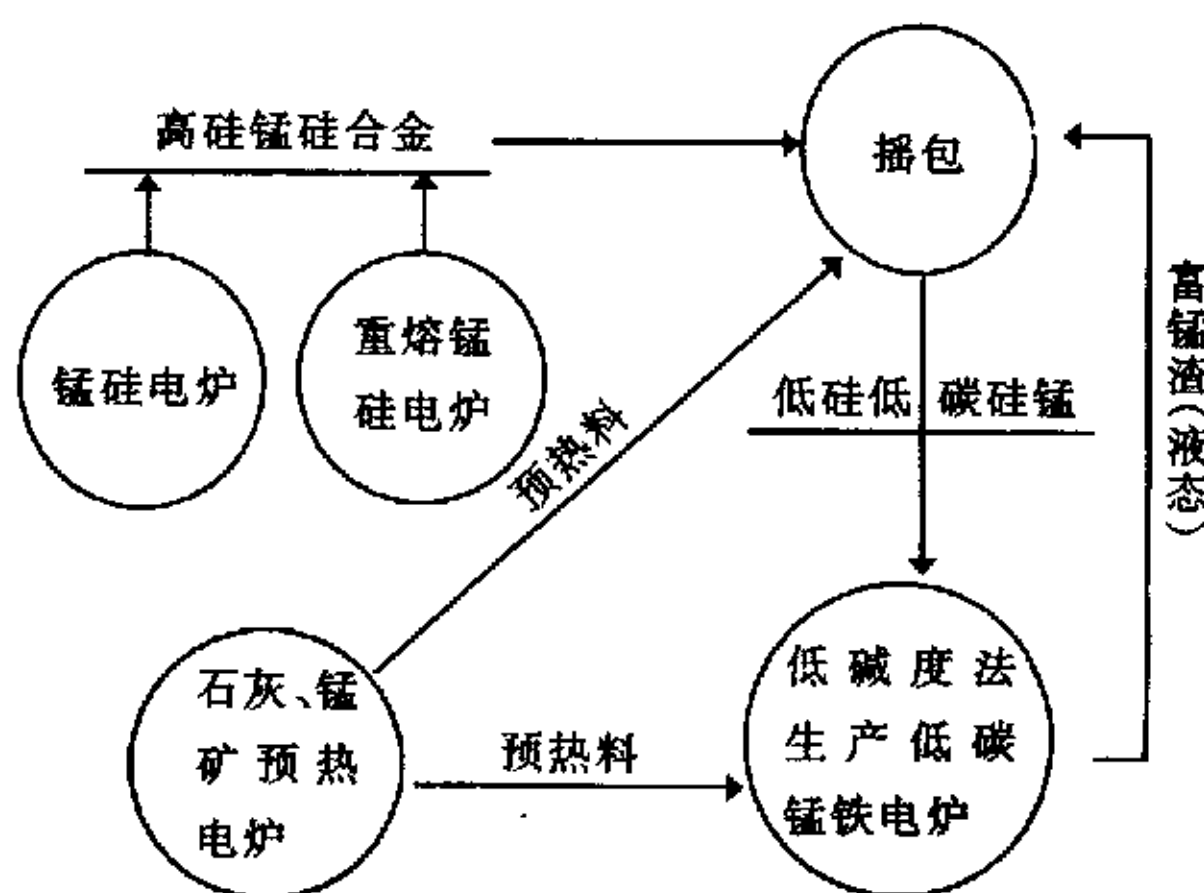 高硅锰硅合金
摇包
锰硅电炉
重熔锰
硅电炉
预热料
低硅低碳硅锰
富锰渣(液态)
石灰、锰
矿预热
电炉
预热料
低碱度法
生产低碳
锰铁电炉